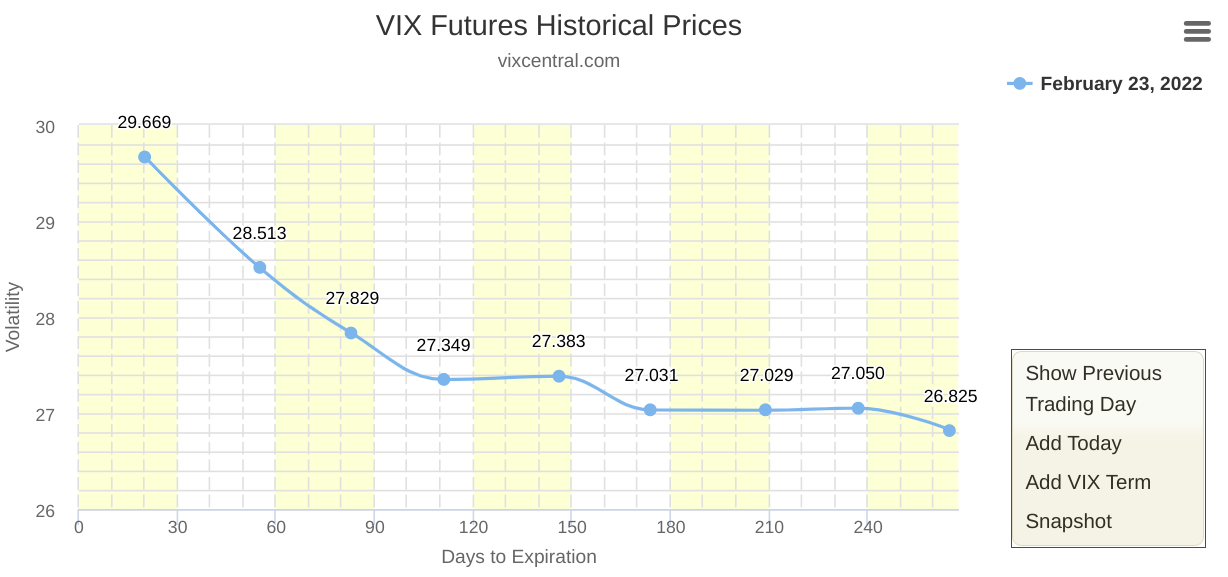 VIX Futures Historical Prices
vixcentral.com
February 23, 2022
30
29
28
27
26
Volatility
29.669
28.513
27.829
27.349
27.383
27.031
27.029
27.050
26.825
0
30
60
90
120
150
180
210
240
Days to Expiration
Show Previous
Trading Day
Add Today
Add VIX Term
Snapshot